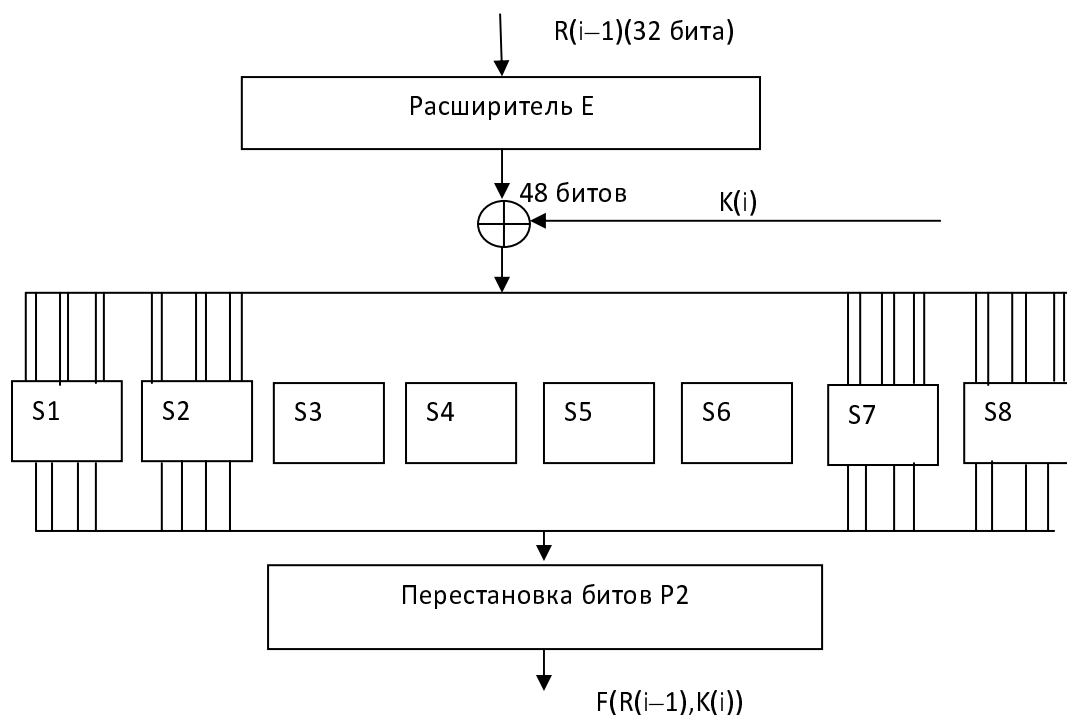 R(i–1)(32 бита)
Расширитель E
48 битов
K(i)
S1 S2 S3 S4 S5 S6 S7 S8
Перестановка битов P2
F(R(i–1),K(i))